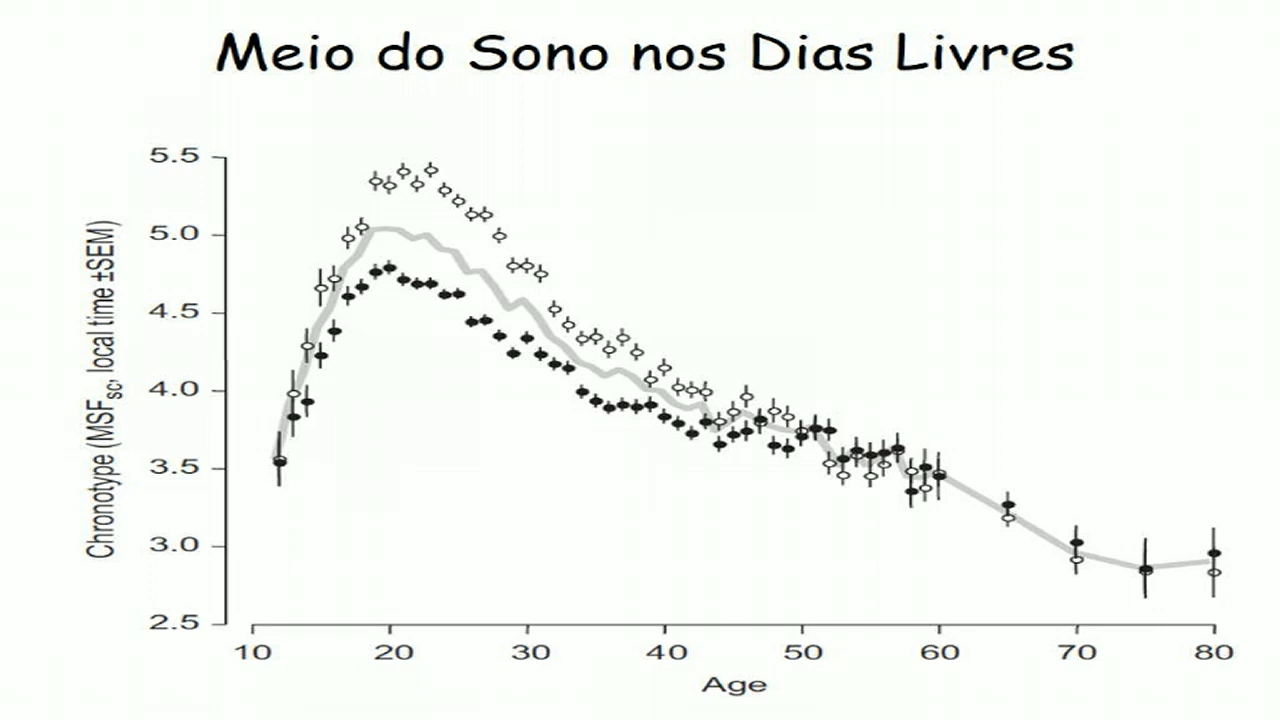 Meio do Sono nos Dias Livres
5.5
5.0
4.5
4.0
3.5
3.0
2.5
Chronotype (MSFsc, local time ±SEM)
10 20 30 40 50 60 70 80
Age